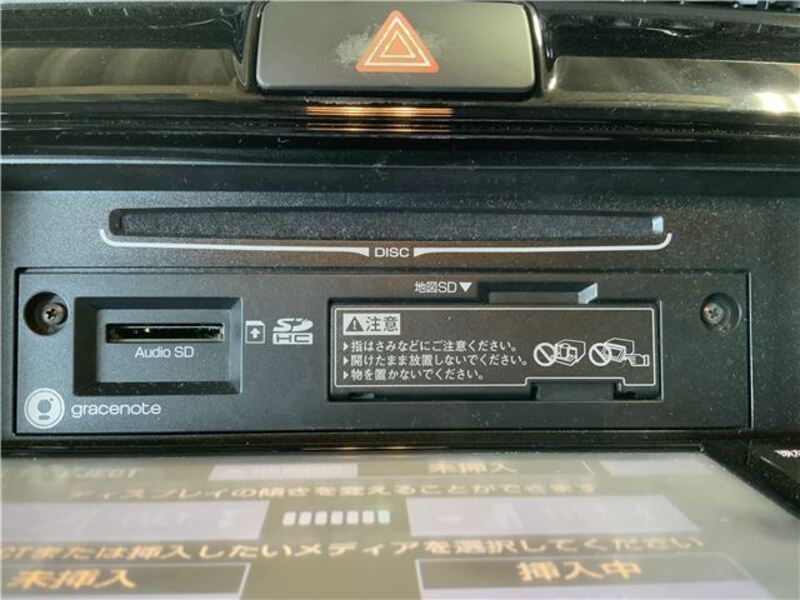 DISC
地図SD▼
Audio SD
SD
HC
gracenote
注意
▶指はさみなどにご注意ください。
▶開けたまま放置しないでください。
▶物を置かないでください。
未挿入
ディスプレイの傾きを変えることができます
または挿入したいメディアを選択してください
未挿入
挿入中